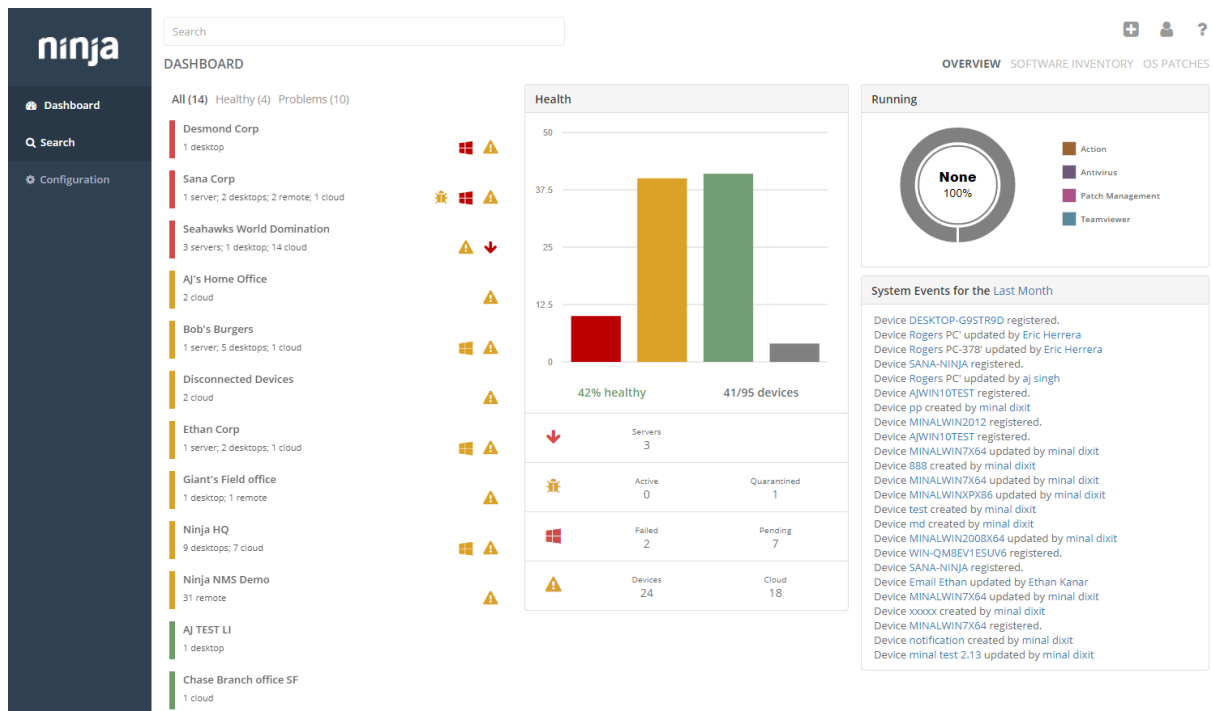 ninja
Dashboard
Search
Configuration
Search
DASHBOARD
OVERVIEW SOFTWARE INVENTORY OS PATCHES
?
All (14) Healthy (4) Problems (10)
Desmond Corp
1 desktop
Sana Corp
1 server; 2 desktops; 2 remote; 1 cloud
Seahawks World Domination
3 servers; 1 desktop; 14 cloud
AJ's Home Office
2 cloud
Bob's Burgers
1 server; 5 desktops; 1 cloud
Disconnected Devices
2 cloud
Ethan Corp
1 server; 2 desktops; 1 cloud
Giant's Field office
1 desktop; 1 remote
Ninja HQ
9 desktops; 7 cloud
Ninja NMS Demo
31 remote
AJ TEST LI
1 desktop
Chase Branch office SF
1 cloud
Health
50
37.5
25
12.5
0
42% healthy 41/95 devices
Servers
3
Active Quarantined
0 1
Failed Pending
2 7
Devices Cloud
24 18
Running
None
100%
Action
Antivirus
Patch Management
Teamviewer
System Events for the Last Month
Device DESKTOP-G9STR9D registered.
Device Rogers PC' updated by Eric Herrera
Device Rogers PC-378' updated by Eric Herrera
Device SANA-NINJA registered.
Device Rogers PC' updated by aj singh
Device AJWIN10TEST registered.
Device pp created by minal dixit
Device MINALWIN2012 registered.
Device AJWIN10TEST registered.
Device MINALWIN7X64 updated by minal dixit
Device 888 created by minal dixit
Device MINALWIN7X64 updated by minal dixit
Device MINALWINXPX86 updated by minal dixit
Device test created by minal dixit
Device md created by minal dixit
Device MINALWIN2008X64 updated by minal dixit
Device WIN-QM8EV1ESUV6 registered.
Device SANA-NINJA registered.
Device Email Ethan updated by Ethan Kanar
Device MINALWIN7X64 updated by minal dixit
Device xxxxx created by minal dixit
Device MINALWIN7X64 registered.
Device notification created by minal dixit
Device minal test 2.13 updated by minal dixit